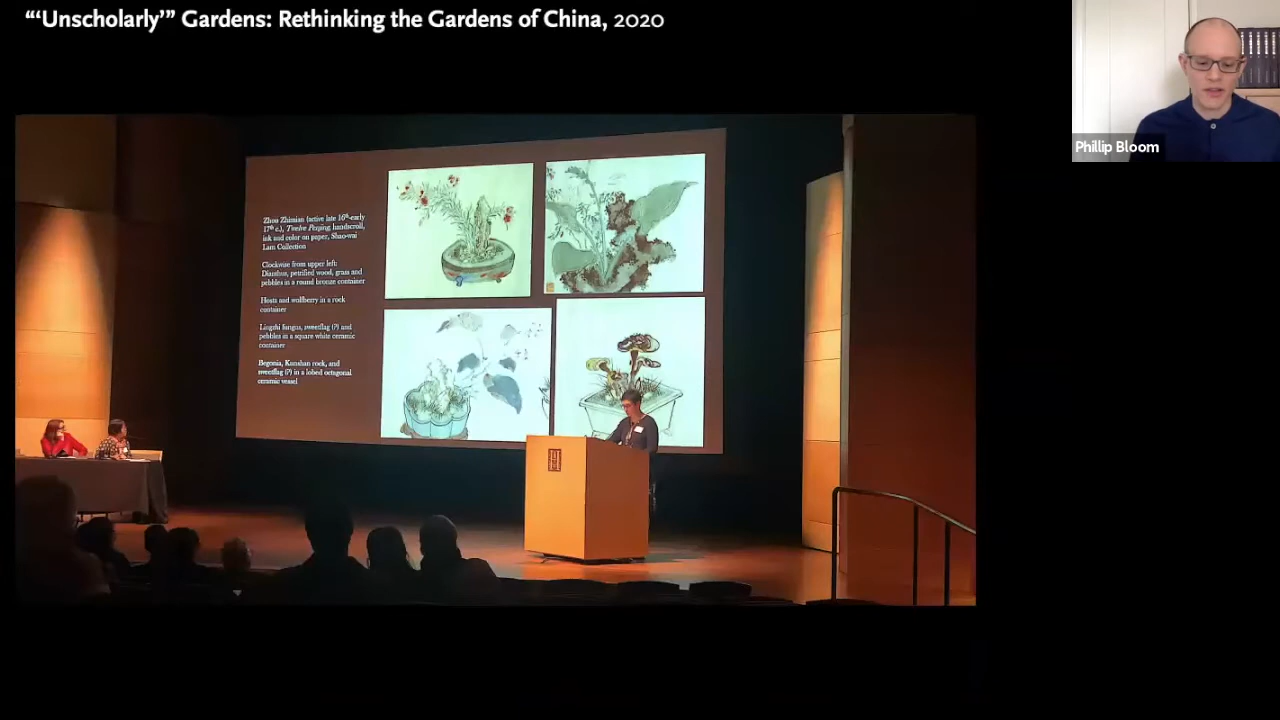 “‘Unscholarly’” Gardens: Rethinking the Gardens of China, 2020
Phillip Bloom
Zhou Zhimian (active late 16th-early
17th c.), Twelve Penjing, handscroll,
ink and color on paper, Shao-wai
Lam Collection
Clockwise from upper left:
Dianthus, petrified wood, grass and
pebbles in a round bronze container
Hosta and wolfberry in a rock
container
Lingzhi fungus, sweetflag (?) and
pebbles in a square white ceramic
container
Begonia, Kunshan rock, and
sweetflag (?) in a lobed octagonal
ceramic vessel